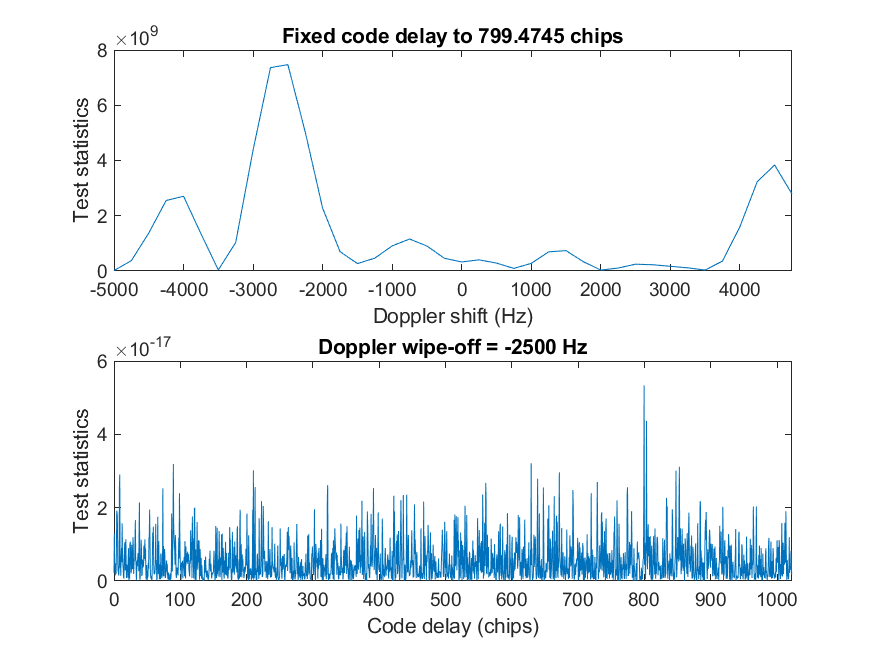 ×10^9
Fixed code delay to 799.4745 chips
8
6
4
2
0
Test statistics
-5000 -4000 -3000 -2000 -1000 0 1000 2000 3000 4000
Doppler shift (Hz)
×10^-17
Doppler wipe-off = -2500 Hz
6
4
2
0
Test statistics
0 100 200 300 400 500 600 700 800 900 1000
Code delay (chips)